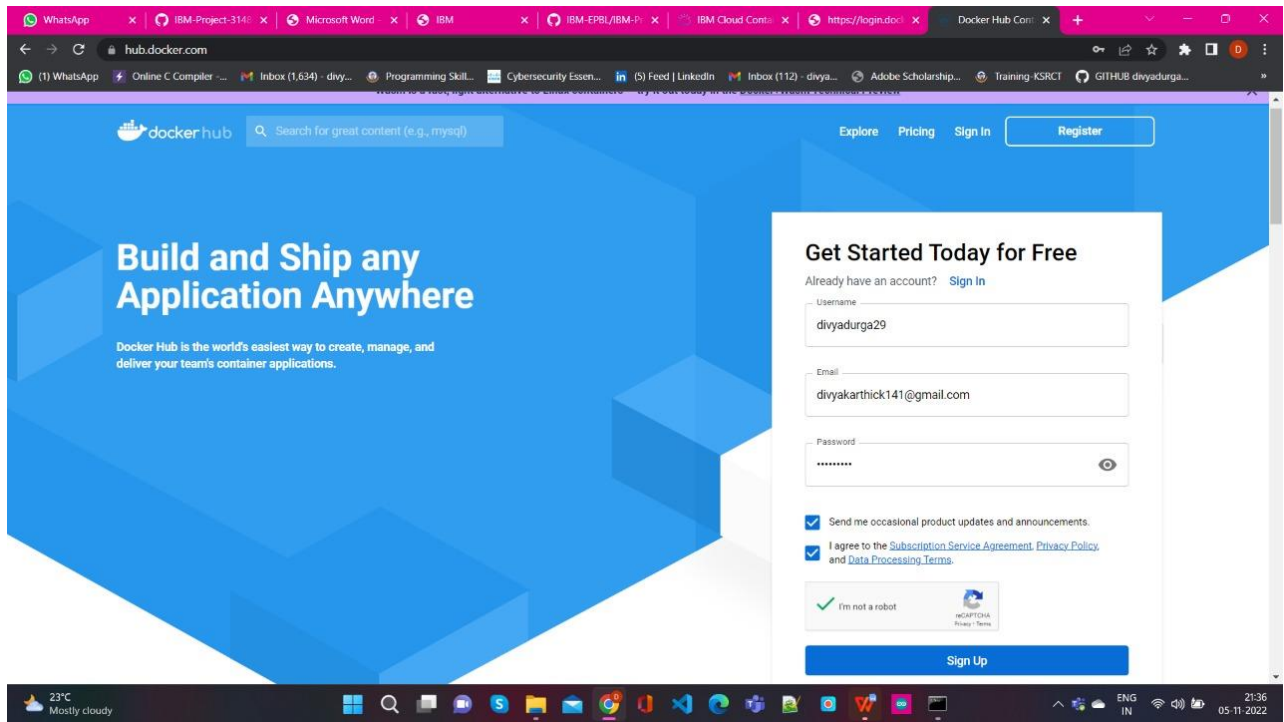 WhatsApp
IBM-Project-3148
Microsoft Word -
IBM
IBM-EPBL/IBM-Pr
IBM Cloud Conta
https://login.doc
Docker Hub Cont
hub.docker.com
(1) WhatsApp
Online C Compiler -...
Inbox (1,634) - divy...
Programming Skill...
Cybersecurity Essen...
(5) Feed | LinkedIn
Inbox (112) - divya...
Adobe Scholarship...
Training-KSRCT
GITHUB divyadurga...
dockerhub
Search for great content (e.g., mysql)
Explore
Pricing
Sign In
Register
Build and Ship any
Application Anywhere
Docker Hub is the world's easiest way to create, manage, and
deliver your team's container applications.
Get Started Today for Free
Already have an account? Sign In
Username
divyadurga29
Email
divyakarthick141@gmail.com
Password
Send me occasional product updates and announcements.
I agree to the Subscription Service Agreement, Privacy Policy,
and Data Processing Terms.
I'm not a robot
reCAPTCHA
Privacy - Terms
Sign Up
23°C
Mostly cloudy
ENG
IN
21:36
05-11-2022